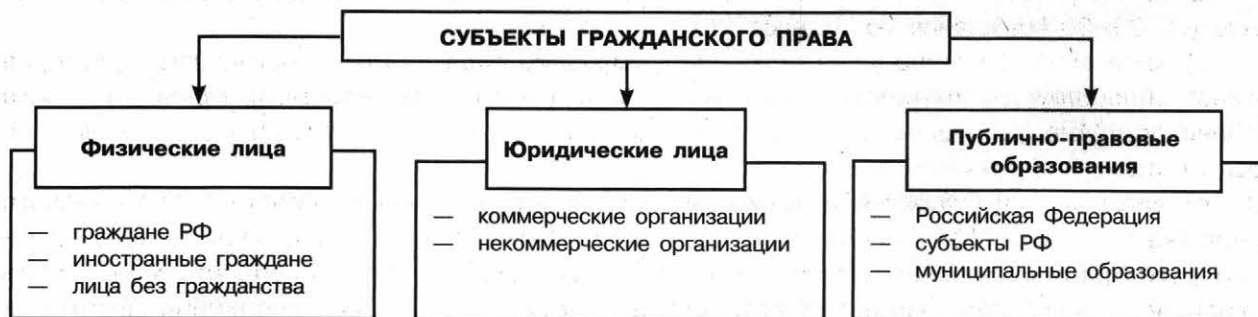 СУБЪЕКТЫ ГРАЖДАНСКОГО ПРАВА
Физические лица
— граждане РФ
— иностранные граждане
— лица без гражданства
Юридические лица
— коммерческие организации
— некоммерческие организации
Публично-правовые
образования
— Российская Федерация
— субъекты РФ
— муниципальные образования